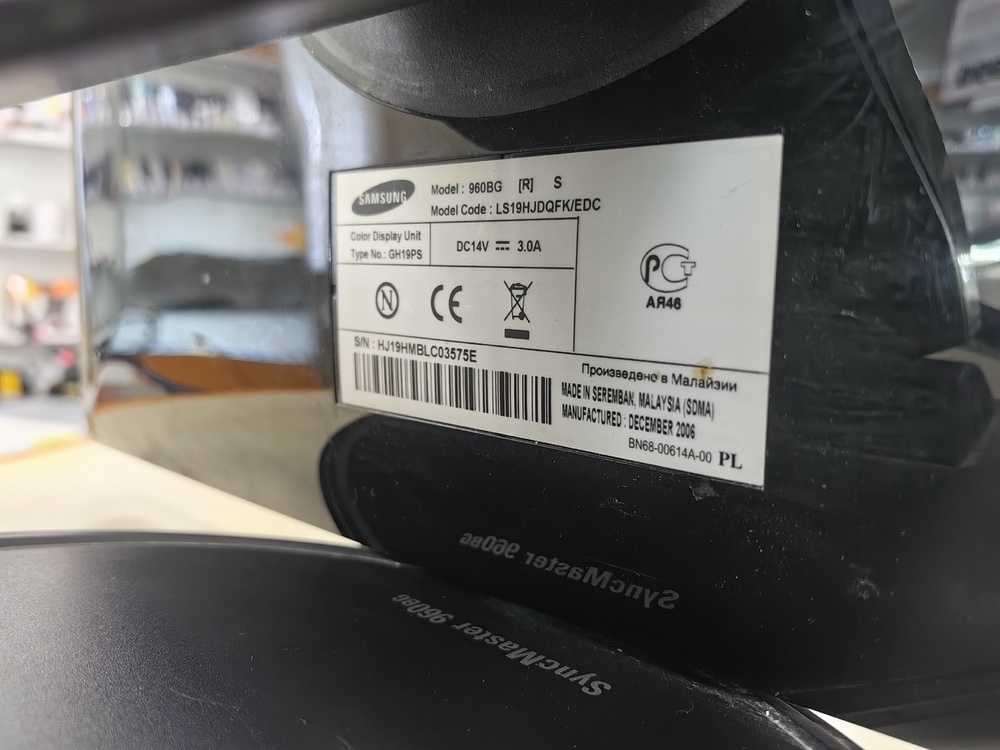 SAMSUNG
Model : 960BG [R] S
Model Code : LS19HJDQFK/EDC
Color Display Unit
Type No.: GH19PS
DC14V 3.0A
N
CE
PCT
АЯ46
S/N : HJ19HMBLC03575E
Произведено в Малайзии
MADE IN SEREMBAN, MALAYSIA (SDMA)
MANUFACTURED : DECEMBER 2006
BN68-00614A-00 PL
SyncMaster 960BG
SyncMaster 960BG